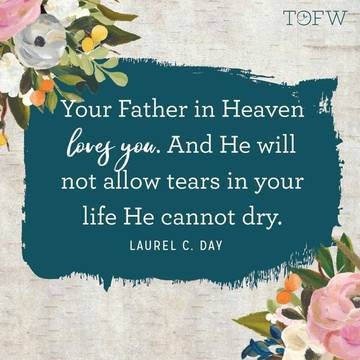 TOFW
Your Father in Heaven
loves you. And He will
not allow tears in your
life He cannot dry.
LAUREL C. DAY